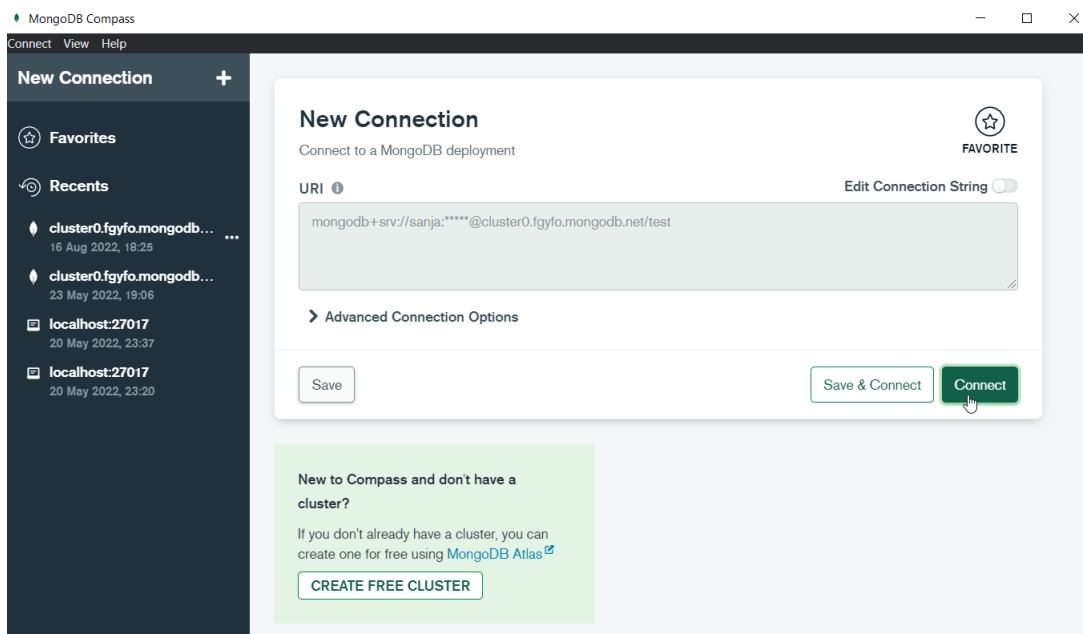 MongoDB Compass
Connect View Help
New Connection +
Favorites
Recents
cluster0.fgyfo.mongodb...
16 Aug 2022, 18:25
cluster0.fgyfo.mongodb...
23 May 2022, 19:06
localhost:27017
20 May 2022, 23:37
localhost:27017
20 May 2022, 23:20
New Connection
Connect to a MongoDB deployment
FAVORITE
URI
Edit Connection String
mongodb+srv://sanja:*****@cluster0.fgyfo.mongodb.net/test
Advanced Connection Options
Save
Save & Connect
Connect
New to Compass and don't have a
cluster?
If you don't already have a cluster, you can
create one for free using MongoDB Atlas
CREATE FREE CLUSTER